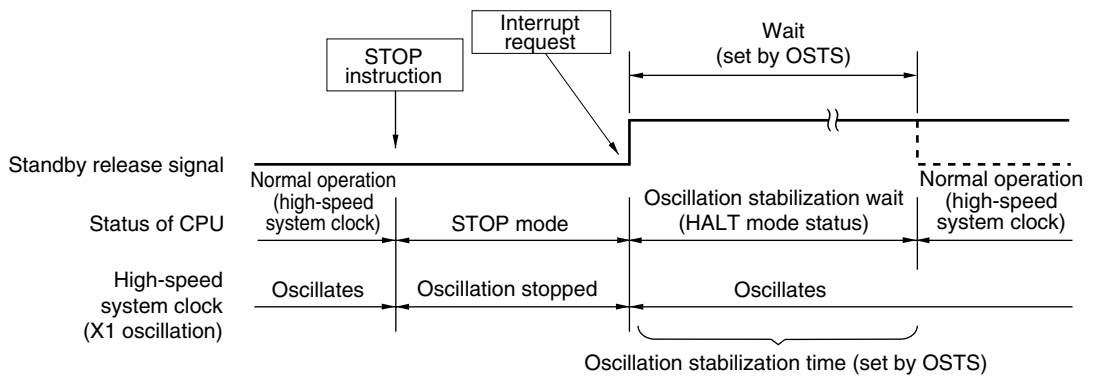 Interrupt
request
Wait
(set by OSTS)
STOP
instruction
Standby release signal
Normal operation
(high-speed
system clock)
Oscillation stabilization wait
(HALT mode status)
Normal operation
(high-speed
system clock)
Status of CPU
STOP mode
High-speed
system clock
(X1 oscillation)
Oscillates
Oscillation stopped
Oscillates
Oscillation stabilization time (set by OSTS)